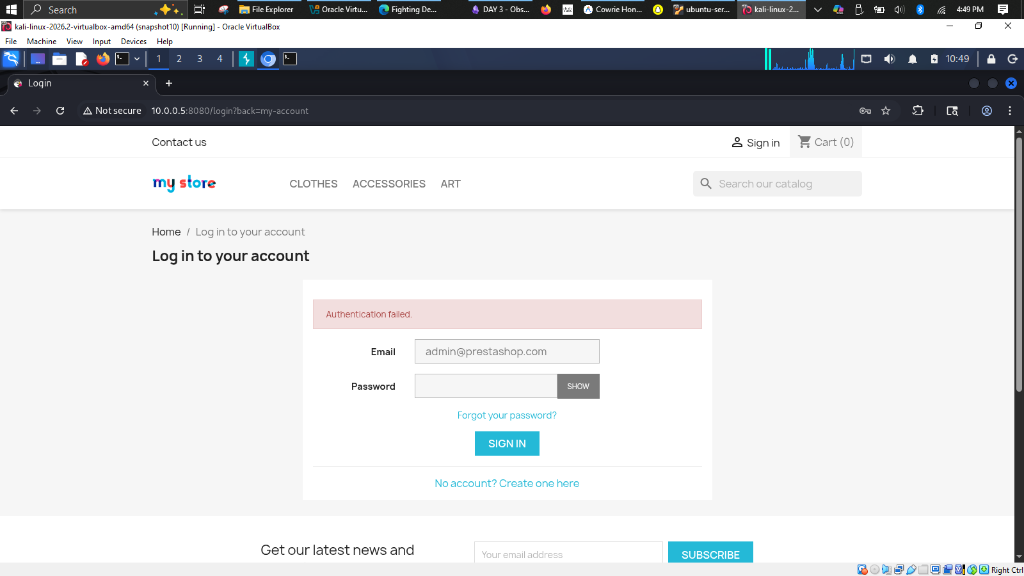 Search
File Explorer
Oracle Virtu...
Fighting De...
DAY 3 - Obs...
Cowrie Hon...
ubuntu-ser...
kali-linux-2...
4:49 PM
kali-linux-2026.2-virtualbox-amd64 (snapshot10) [Running] - Oracle VirtualBox
File Machine View Input Devices Help
1 2 3 4
10:49
Login
Not secure 10.0.0.5:8080/login?back=my-account
Contact us
Sign in
Cart (0)
my store
CLOTHES ACCESSORIES ART
Search our catalog
Home / Log in to your account
Log in to your account
Authentication failed.
Email admin@prestashop.com
Password SHOW
Forgot your password?
SIGN IN
No account? Create one here
Get our latest news and
Your email address
SUBSCRIBE
Right Ctrl